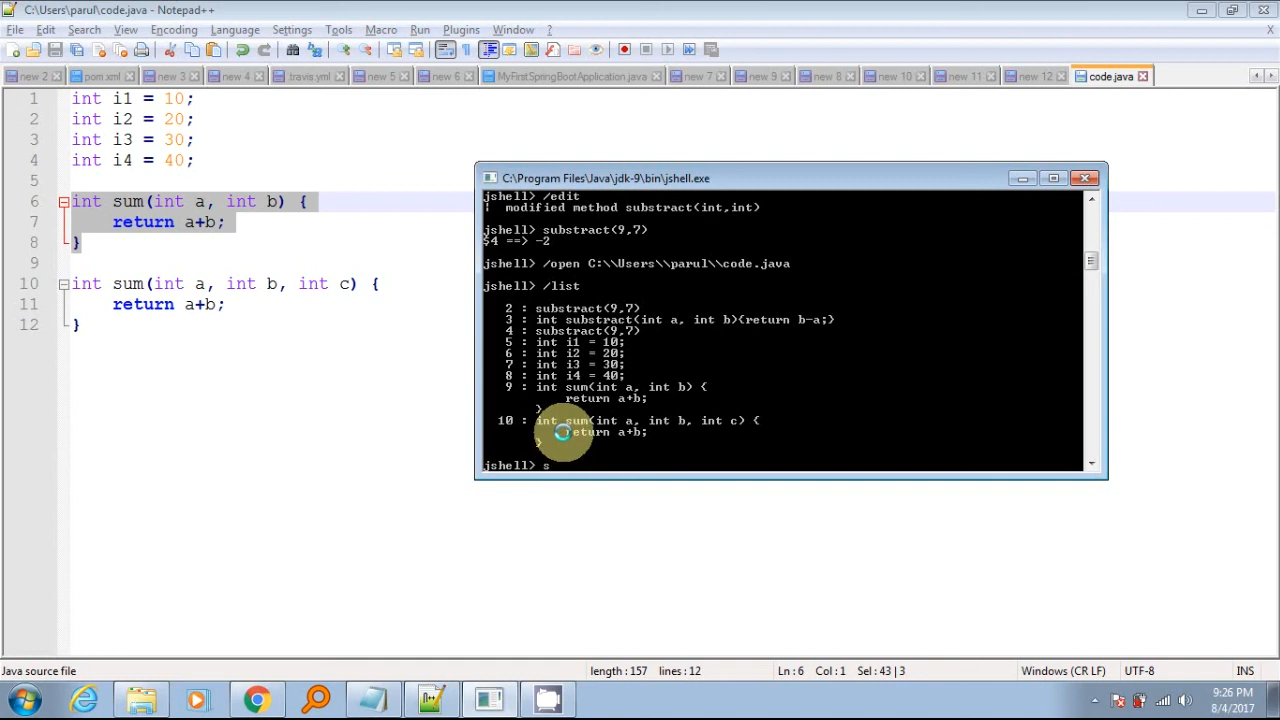 C:\Users\parul\code.java - Notepad++
File Edit Search View Encoding Language Settings Tools Macro Run Plugins Window ? X
new 2 pom.xml new 3 new 4 travis.yml new 5 new 6 MyFirstSpringBootApplication.java new 7 new 8 new 10 new 11 new 12 code.java
1 int i1 = 10;
2 int i2 = 20;
3 int i3 = 30;
4 int i4 = 40;
5
6 int sum(int a, int b) {
7 return a+b;
8 }
9
10 int sum(int a, int b, int c) {
11 return a+b;
12 }
C:\Program Files\Java\jdk-9\bin\jshell.exe
jshell> /edit
| modified method substract(int,int)
jshell> substract(9,7)
$4 ==> -2
jshell> /open C:\\Users\\parul\\code.java
jshell> /list
2 : substract(9,7)
3 : int substract(int a, int b){return b-a;}
4 : substract(9,7)
5 : int i1 = 10;
6 : int i2 = 20;
7 : int i3 = 30;
8 : int i4 = 40;
9 : int sum(int a, int b) {
return a+b;
}
10 : int sum(int a, int b, int c) {
return a+b;
}
jshell> s
Java source file length : 157 lines : 12 Ln : 6 Col : 1 Sel : 43 | 3 Windows (CR LF) UTF-8 INS
9:26 PM
8/4/2017